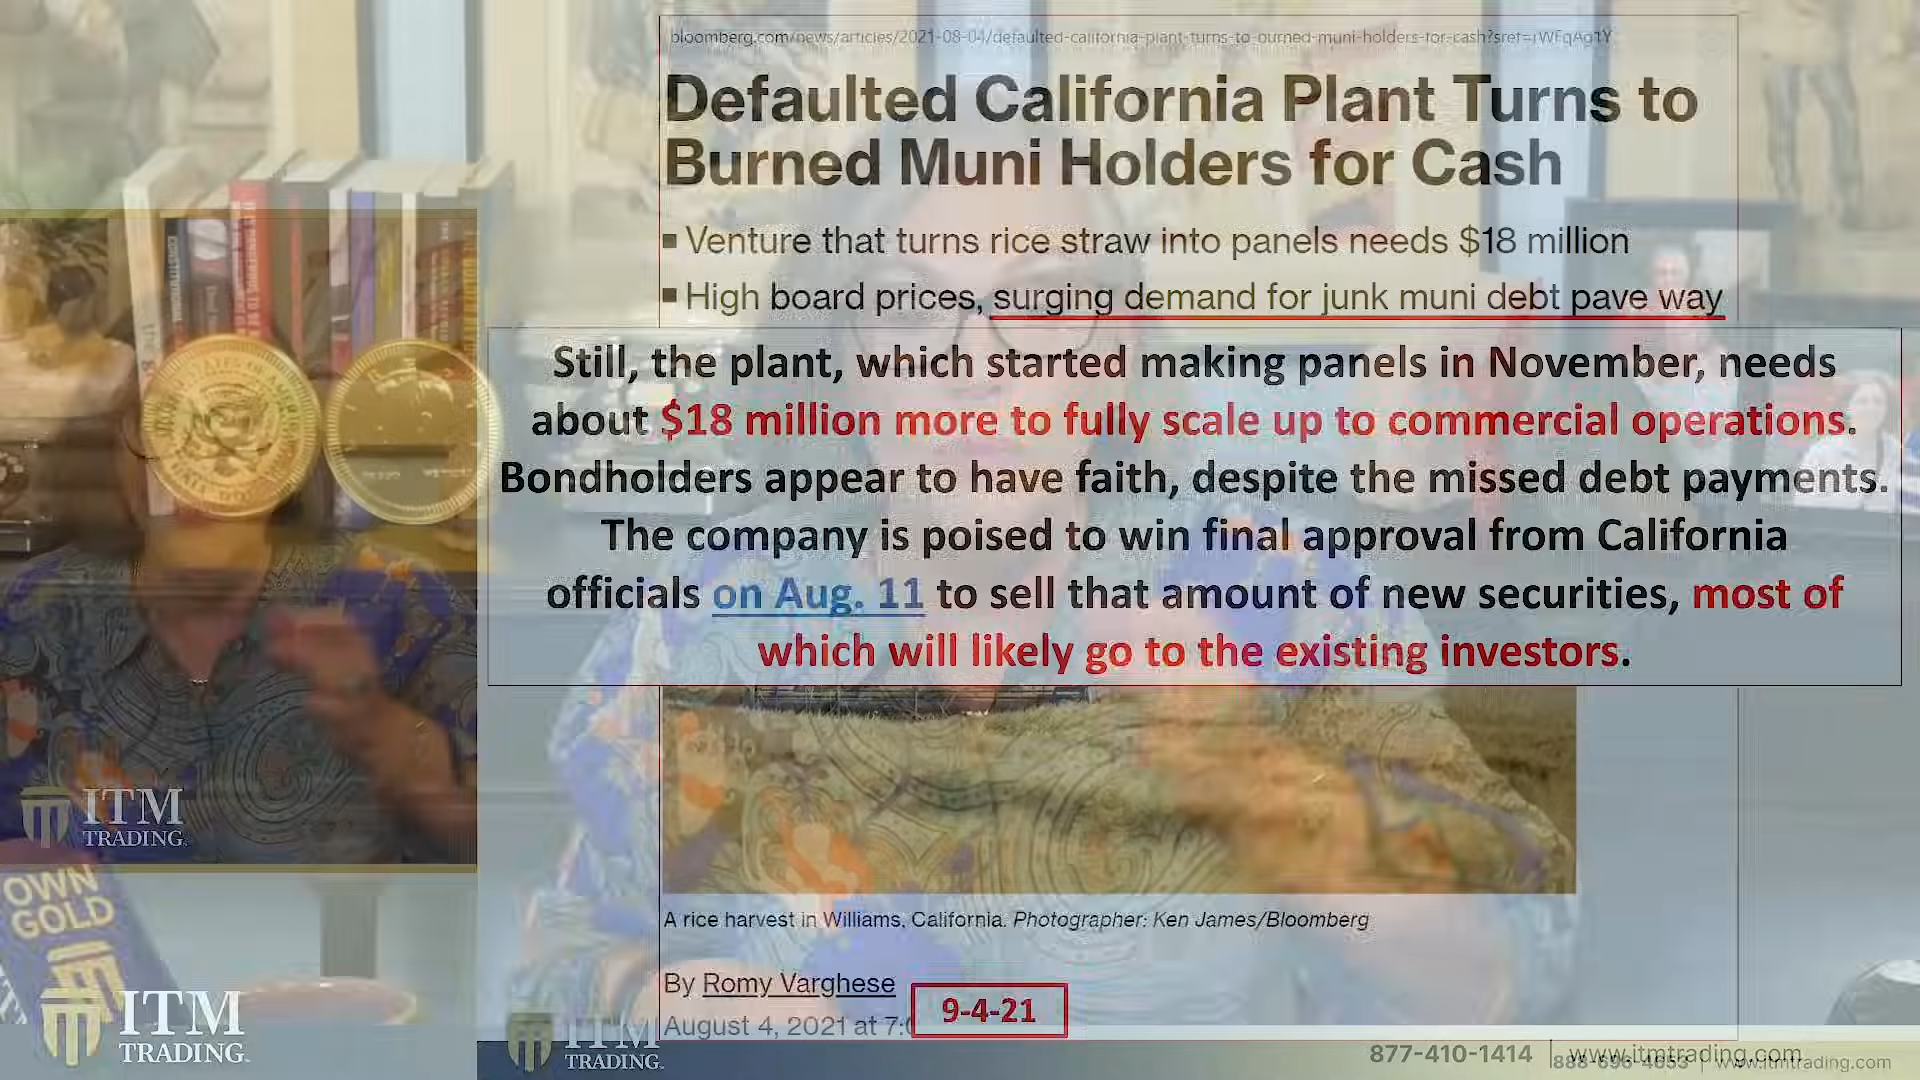 bloomberg.com/news/articles/2021-08-04/defaulted-california-plant-turns-to-burned-muni-holders-for-cash?sref=
Defaulted California Plant Turns to
Burned Muni Holders for Cash
Venture that turns rice straw into panels needs $18 million
High board prices, surging demand for junk muni debt pave way
Still, the plant, which started making panels in November, needs
about $18 million more to fully scale up to commercial operations.
Bondholders appear to have faith, despite the missed debt payments.
The company is poised to win final approval from California
officials on Aug. 11 to sell that amount of new securities, most of
which will likely go to the existing investors.
ITM
TRADING
OWN
GOLD
A rice harvest in Williams, California. Photographer: Ken James/Bloomberg
By Romy Varghese
August 4, 2021 at
9-4-21
ITM
TRADING
ITM
TRADING.
877-410-1414 | www.itmtrading.com
888-696-4653 | www.itmtrading.com